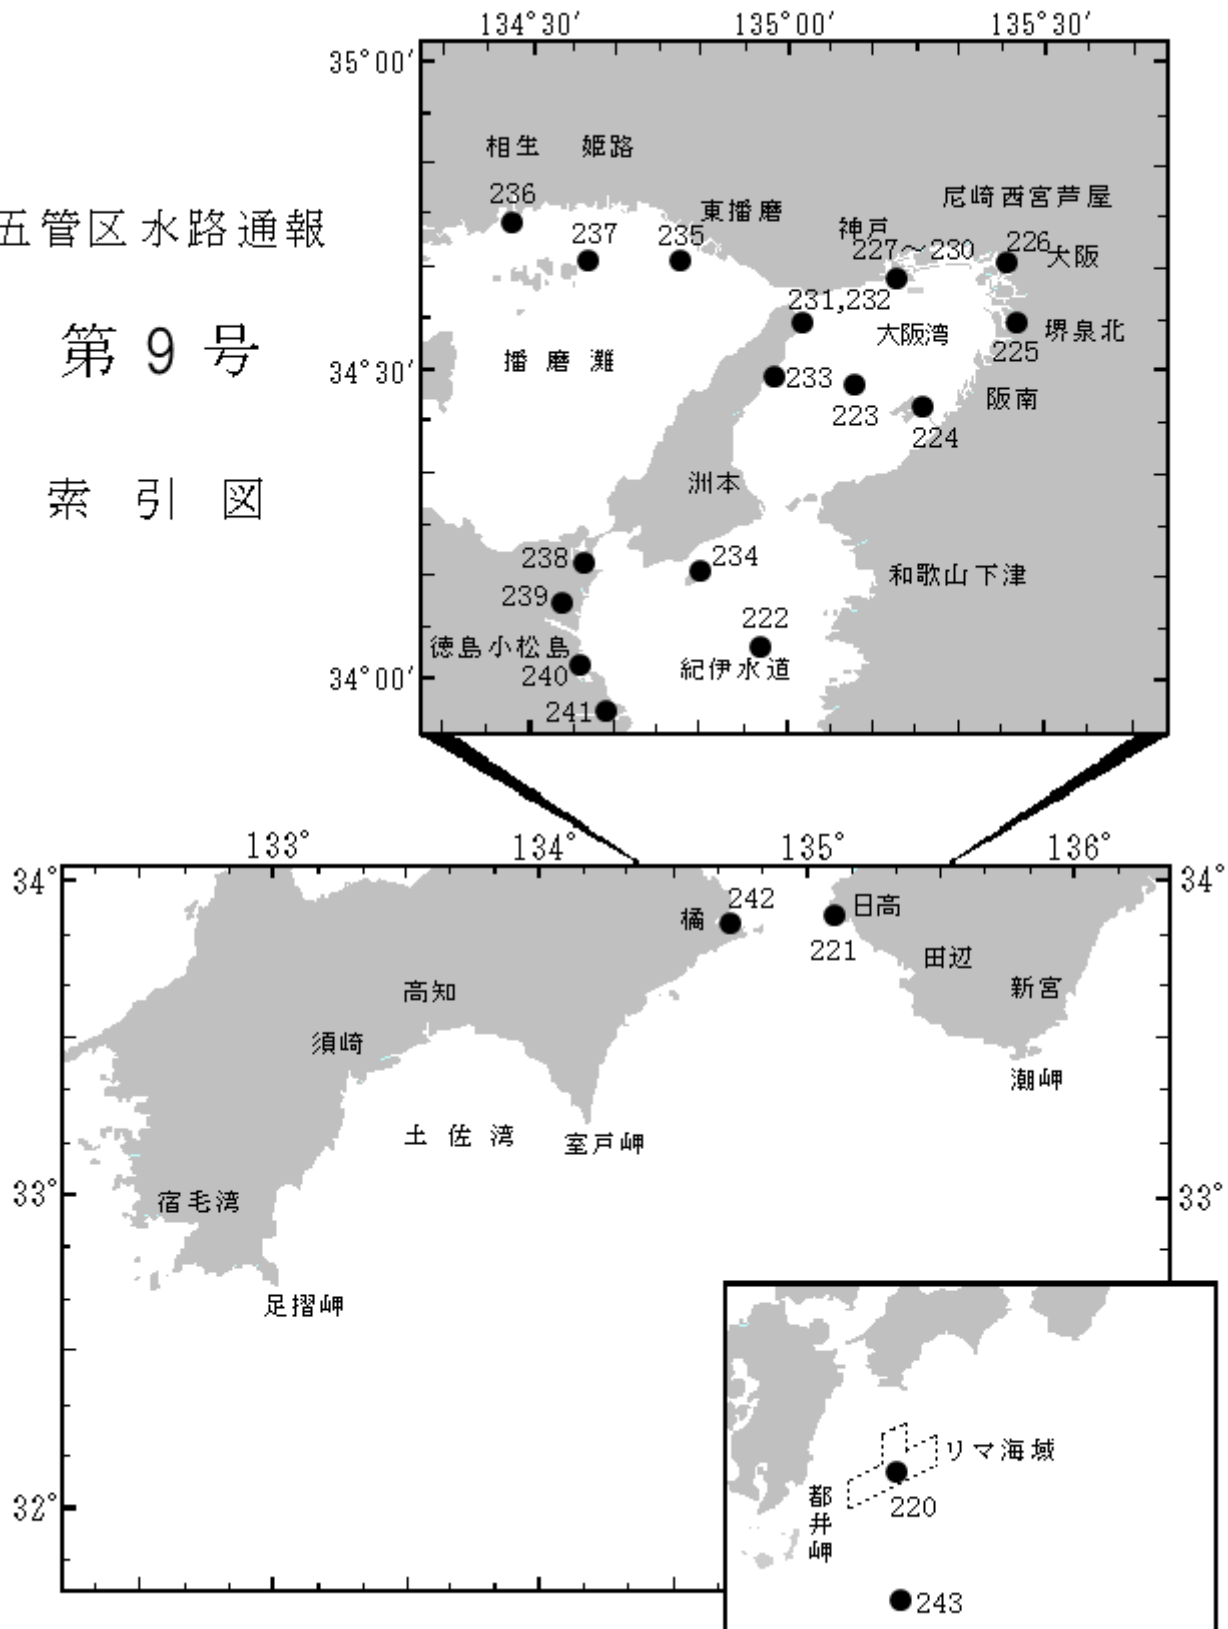 五管区水路通報
第 9 号
索 引 図
134°30′ 135°00′ 135°30′
35°00′
34°30′
34°00′
相生 姫路
236
237
235
東播磨
尼崎西宮芦屋
神戸
227～230
226
大阪
231,232
大阪湾
堺泉北
225
播 磨 灘
233
223
阪南
224
洲本
238
234
239
和歌山下津
222
徳島小松島
240
紀伊水道
241
133° 134° 135° 136°
34° 34°
242
橘
日高
221
田辺
高知
新宮
須崎
潮岬
土 佐 湾
室戸岬
33° 33°
宿毛湾
足摺岬
32°
リマ海域
都井岬
220
243